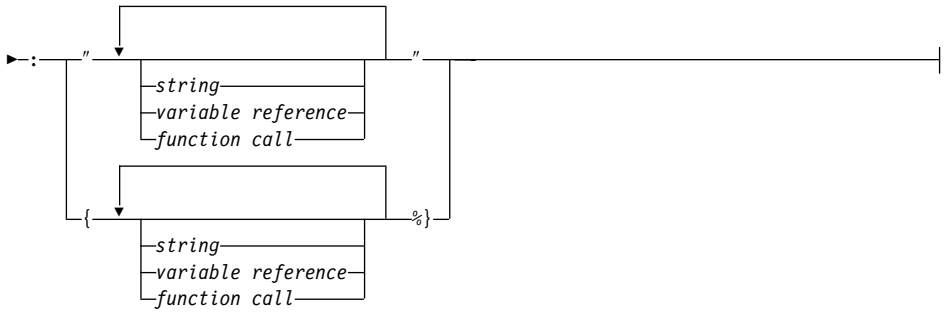 : " "
string
variable reference
function call
{ %}
string
variable reference
function call